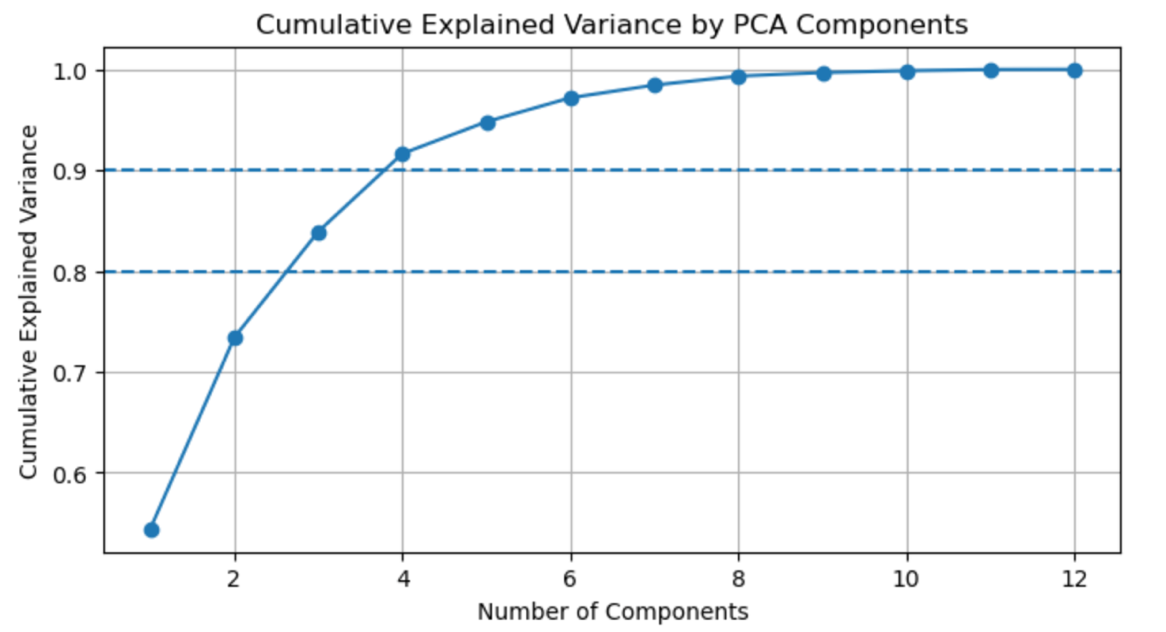 Cumulative Explained Variance by PCA Components
Cumulative Explained Variance
1.0
0.9
0.8
0.7
0.6
2 4 6 8 10 12
Number of Components